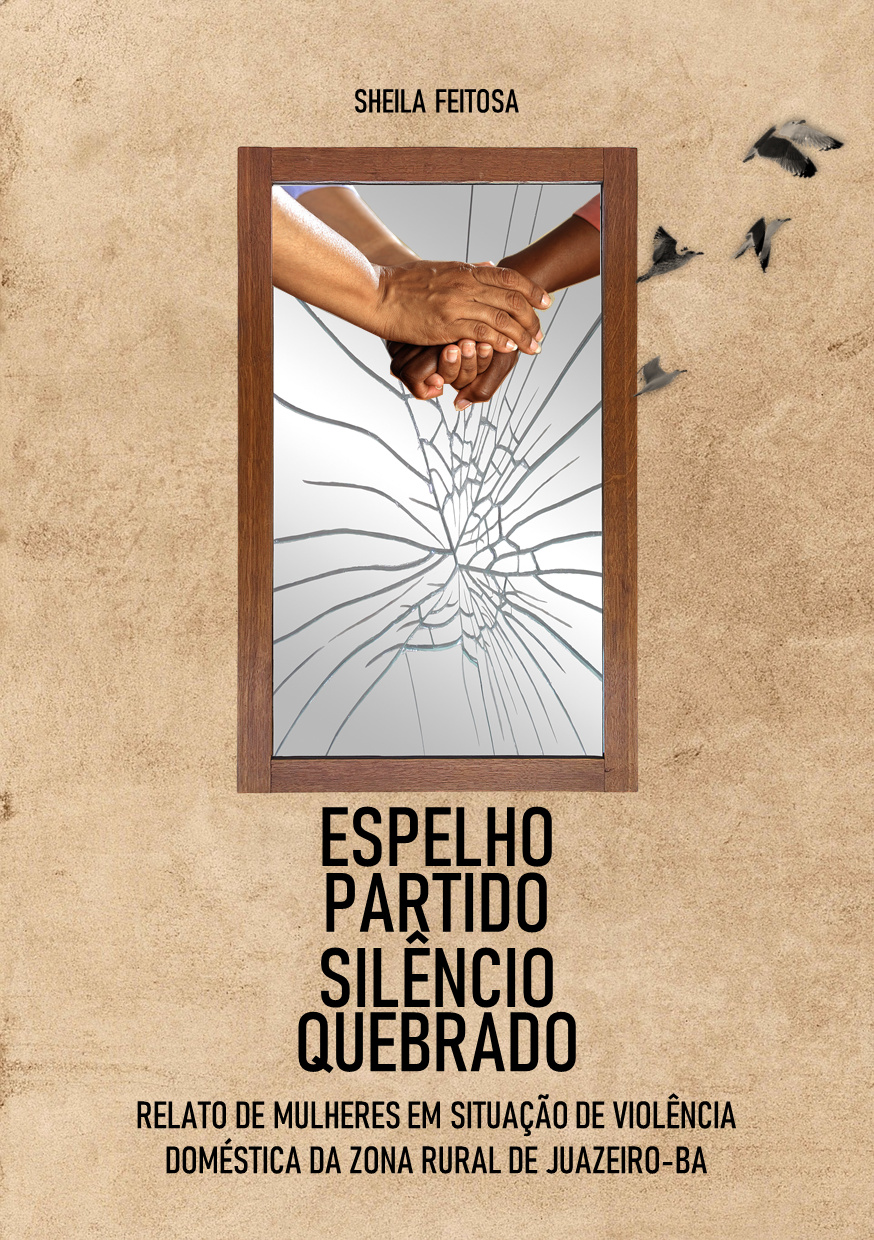 SHEILA FEITOSA
ESPELHO
PARTIDO
SILÊNCIO
QUEBRADO
RELATO DE MULHERES EM SITUAÇÃO DE VIOLÊNCIA
DOMÉSTICA DA ZONA RURAL DE JUAZEIRO-BA